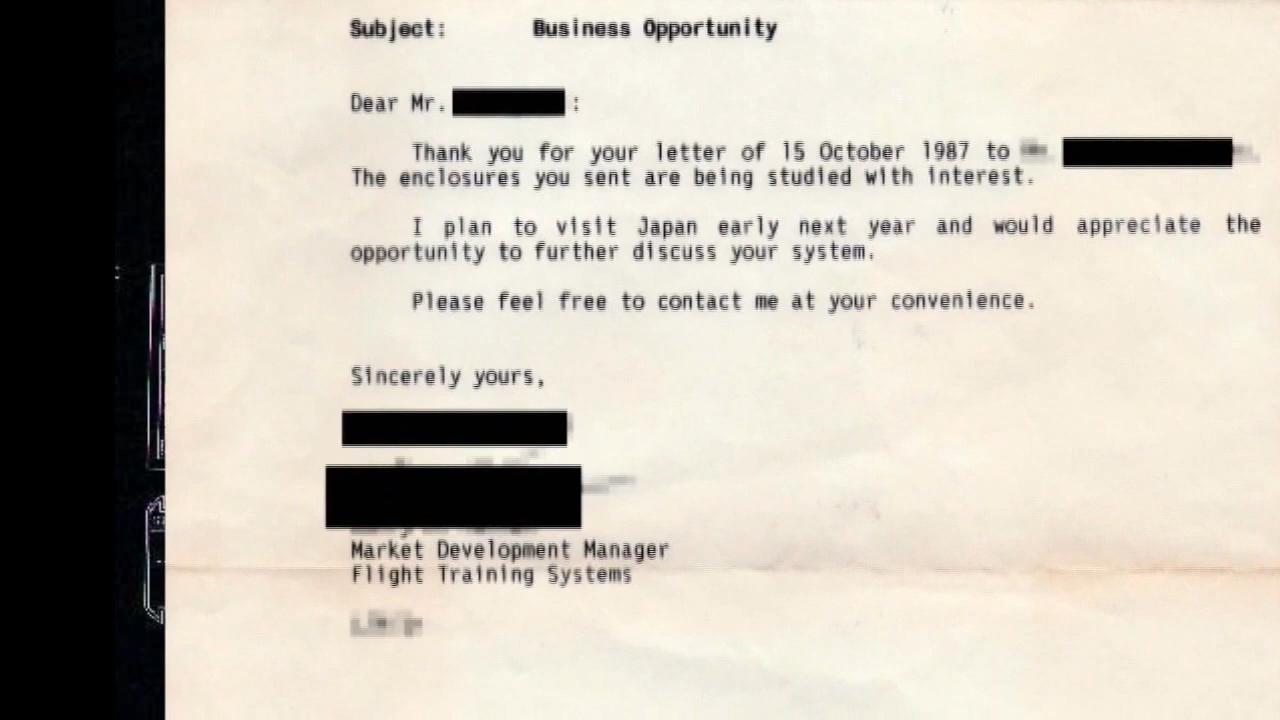 Subject: Business Opportunity
Dear Mr. :
Thank you for your letter of 15 October 1987 to
The enclosures you sent are being studied with interest.
I plan to visit Japan early next year and would appreciate the
opportunity to further discuss your system.
Please feel free to contact me at your convenience.
Sincerely yours,
Market Development Manager
Flight Training Systems